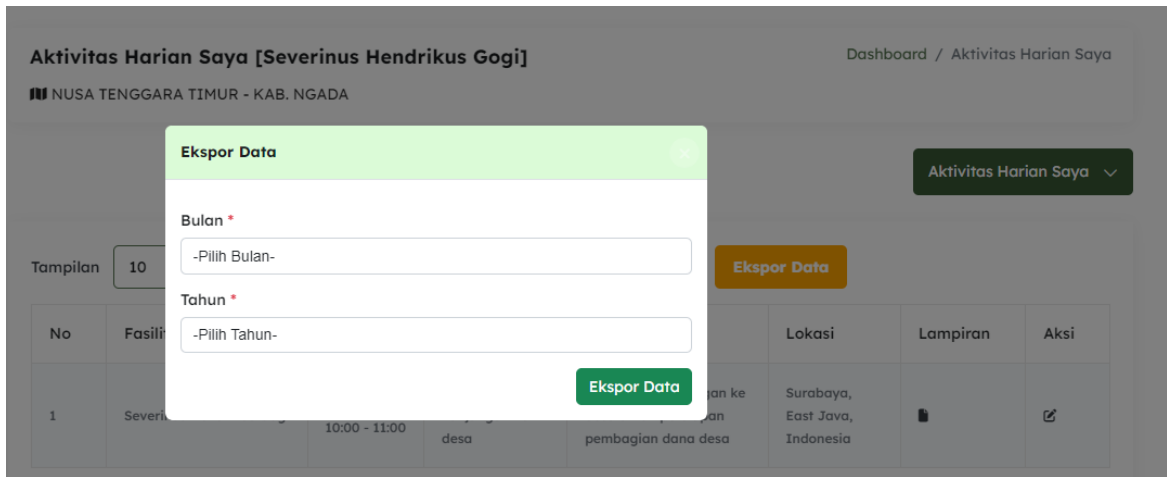 Aktivitas Harian Saya [Severinus Hendrikus Gogi]
Dashboard / Aktivitas Harian Saya
NUSA TENGGARA TIMUR - KAB. NGADA
Ekspor Data
Aktivitas Harian Saya
Bulan *
-Pilih Bulan-
Tampilan 10
Ekspor Data
Tahun *
-Pilih Tahun-
No
Lokasi
Lampiran
Aksi
Ekspor Data
1
10:00 - 11:00
desa
ke
pembagian dana desa
Surabaya,
East Java,
Indonesia